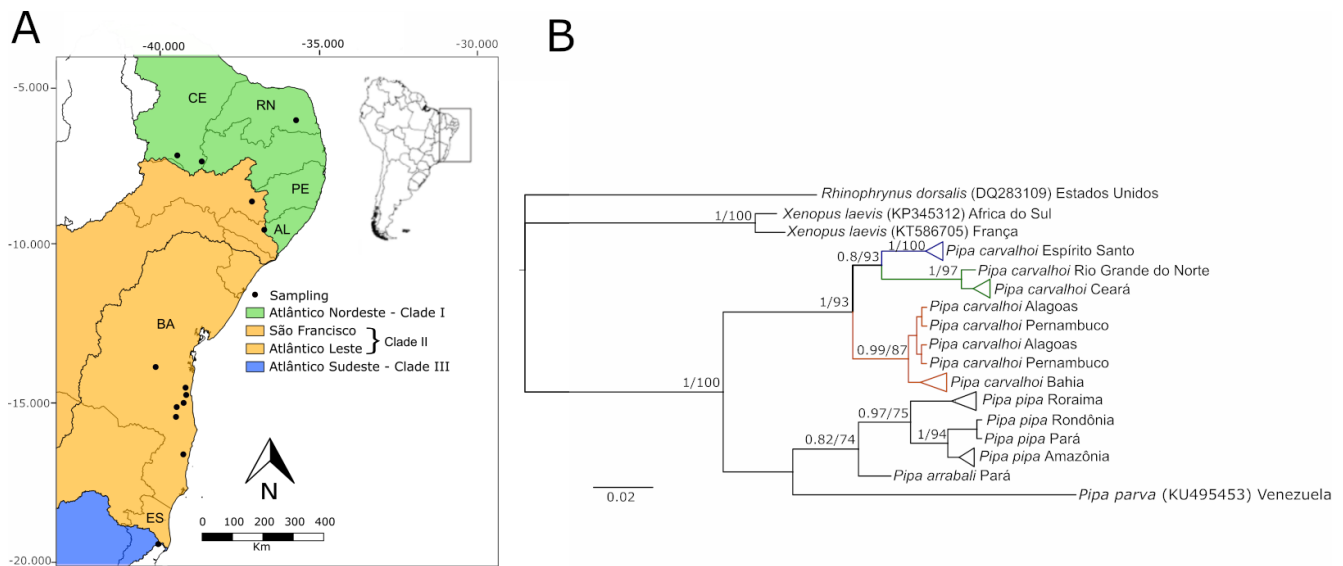 A
-40.000
-35.000
-30.000
-5.000
-10.000
-15.000
-20.000
CE
RN
PE
AL
BA
ES
Sampling
Atlântico Nordeste - Clade I
São Francisco
Atlântico Leste
} Clade II
Atlântico Sudeste - Clade III
N
0 100 200 300 400
Km
B
Rhinophrynus dorsalis (DQ283109) Estados Unidos
1/100
Xenopus laevis (KP345312) Africa do Sul
Xenopus laevis (KT586705) França
1/100
Pipa carvalhoi Espírito Santo
0.8/93
1/97
Pipa carvalhoi Rio Grande do Norte
Pipa carvalhoi Ceará
1/93
Pipa carvalhoi Alagoas
Pipa carvalhoi Pernambuco
0.99/87
Pipa carvalhoi Alagoas
Pipa carvalhoi Pernambuco
Pipa carvalhoi Bahia
1/100
0.97/75
Pipa pipa Roraima
Pipa pipa Rondônia
1/94
Pipa pipa Pará
0.82/74
Pipa pipa Amazônia
Pipa arrabali Pará
0.02
Pipa parva (KU495453) Venezuela